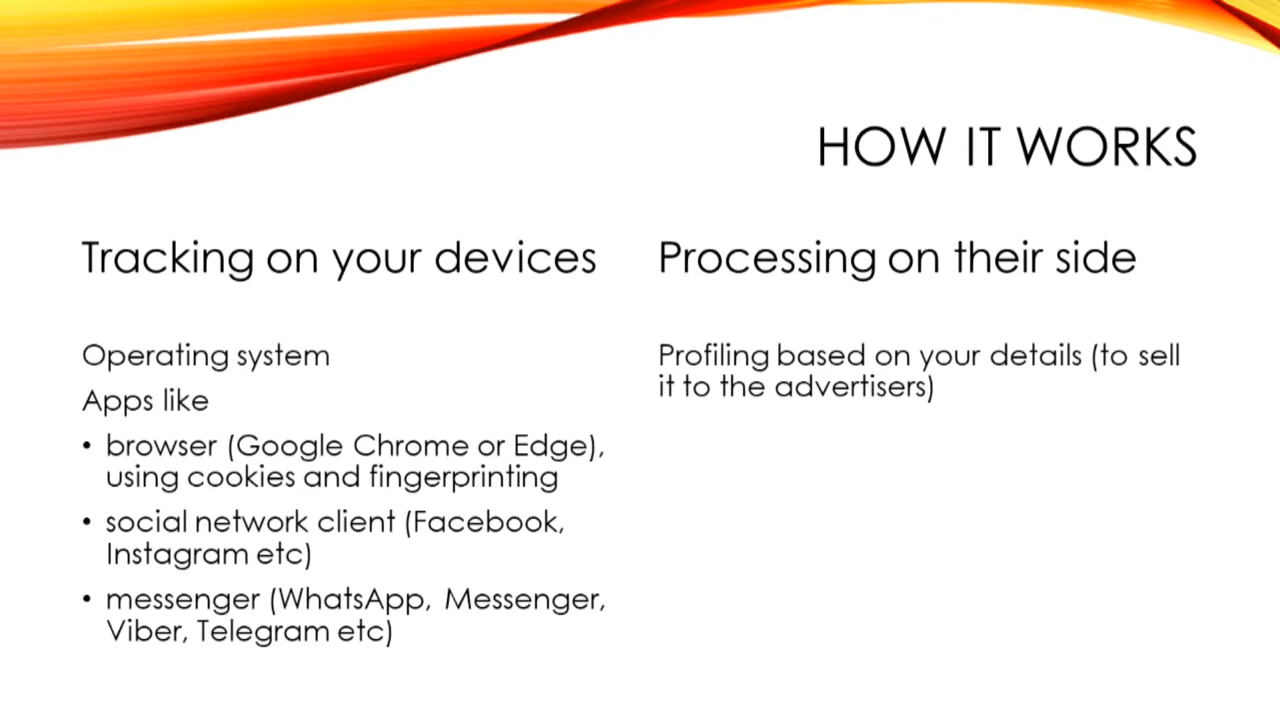 HOW IT WORKS
Tracking on your devices
Operating system
Apps like
• browser (Google Chrome or Edge),
using cookies and fingerprinting
• social network client (Facebook,
Instagram etc)
• messenger (WhatsApp, Messenger,
Viber, Telegram etc)
Processing on their side
Profiling based on your details (to sell
it to the advertisers)